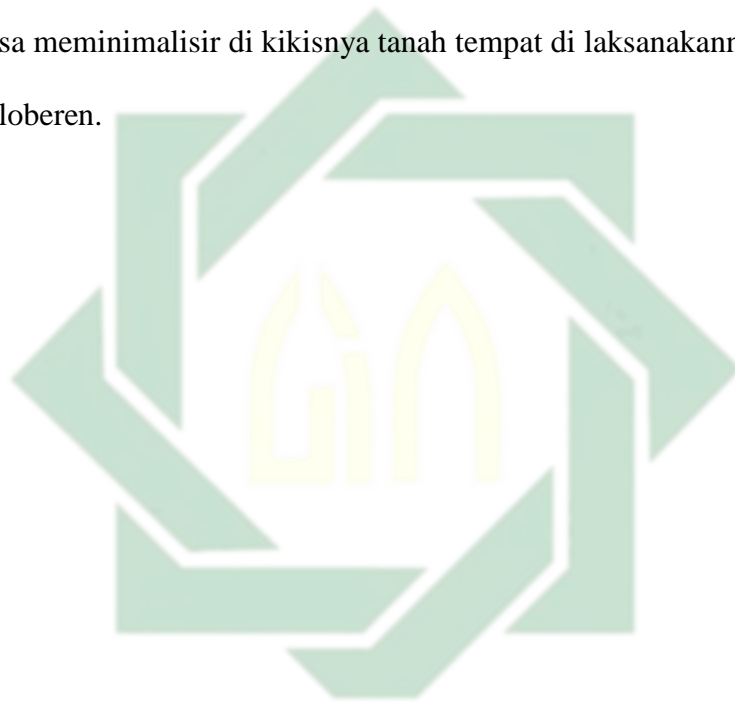 sa meminimalisir di kikisnya tanah tempat di laksanakann
loberen.